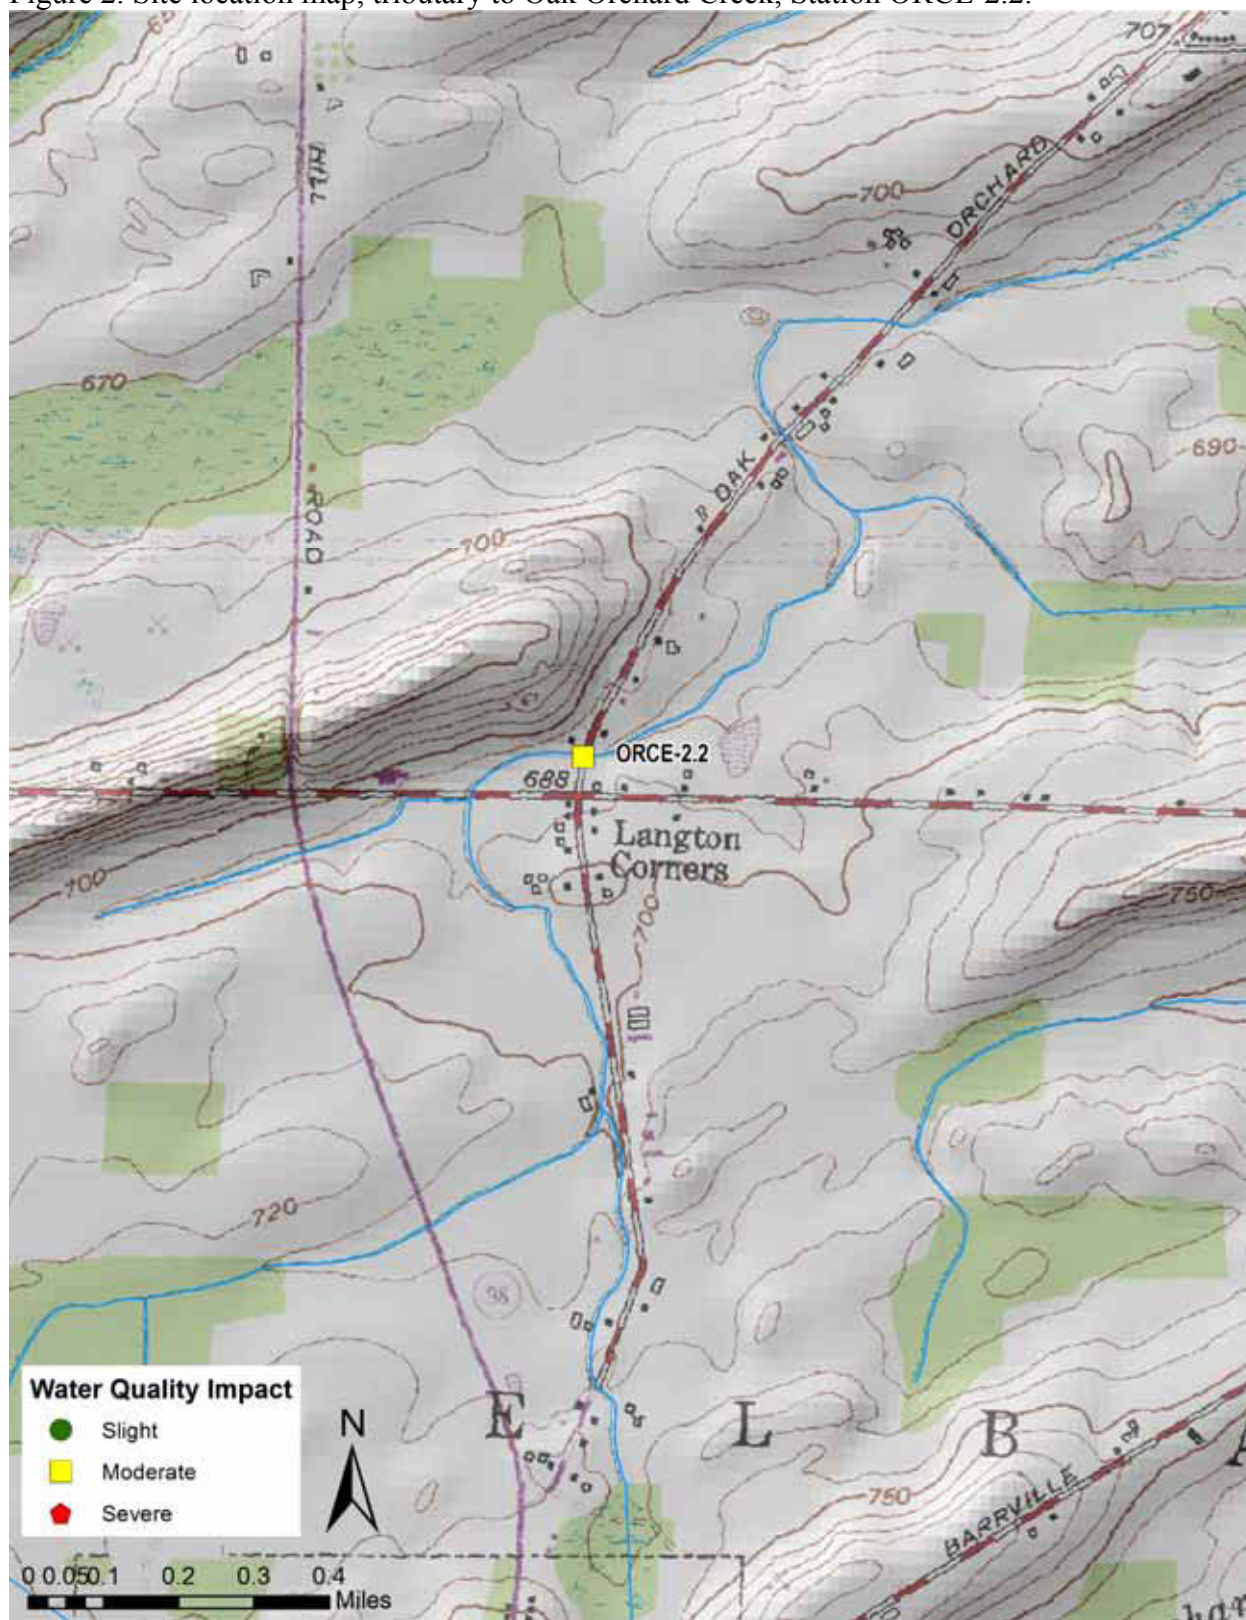 Figure 2. Site location map, tributary to Oak Orchard Creek, Station ORCE-2.2.
707
HILL
ORCHARD
700
670
OAK
690
ROAD
700
ORCE-2.2
688
Langton
Corners
700
750
700
720
98
Water Quality Impact
Slight
Moderate
Severe
N
E L B A
750
BARRVILLE
0 0.05 0.1 0.2 0.3 0.4
Miles